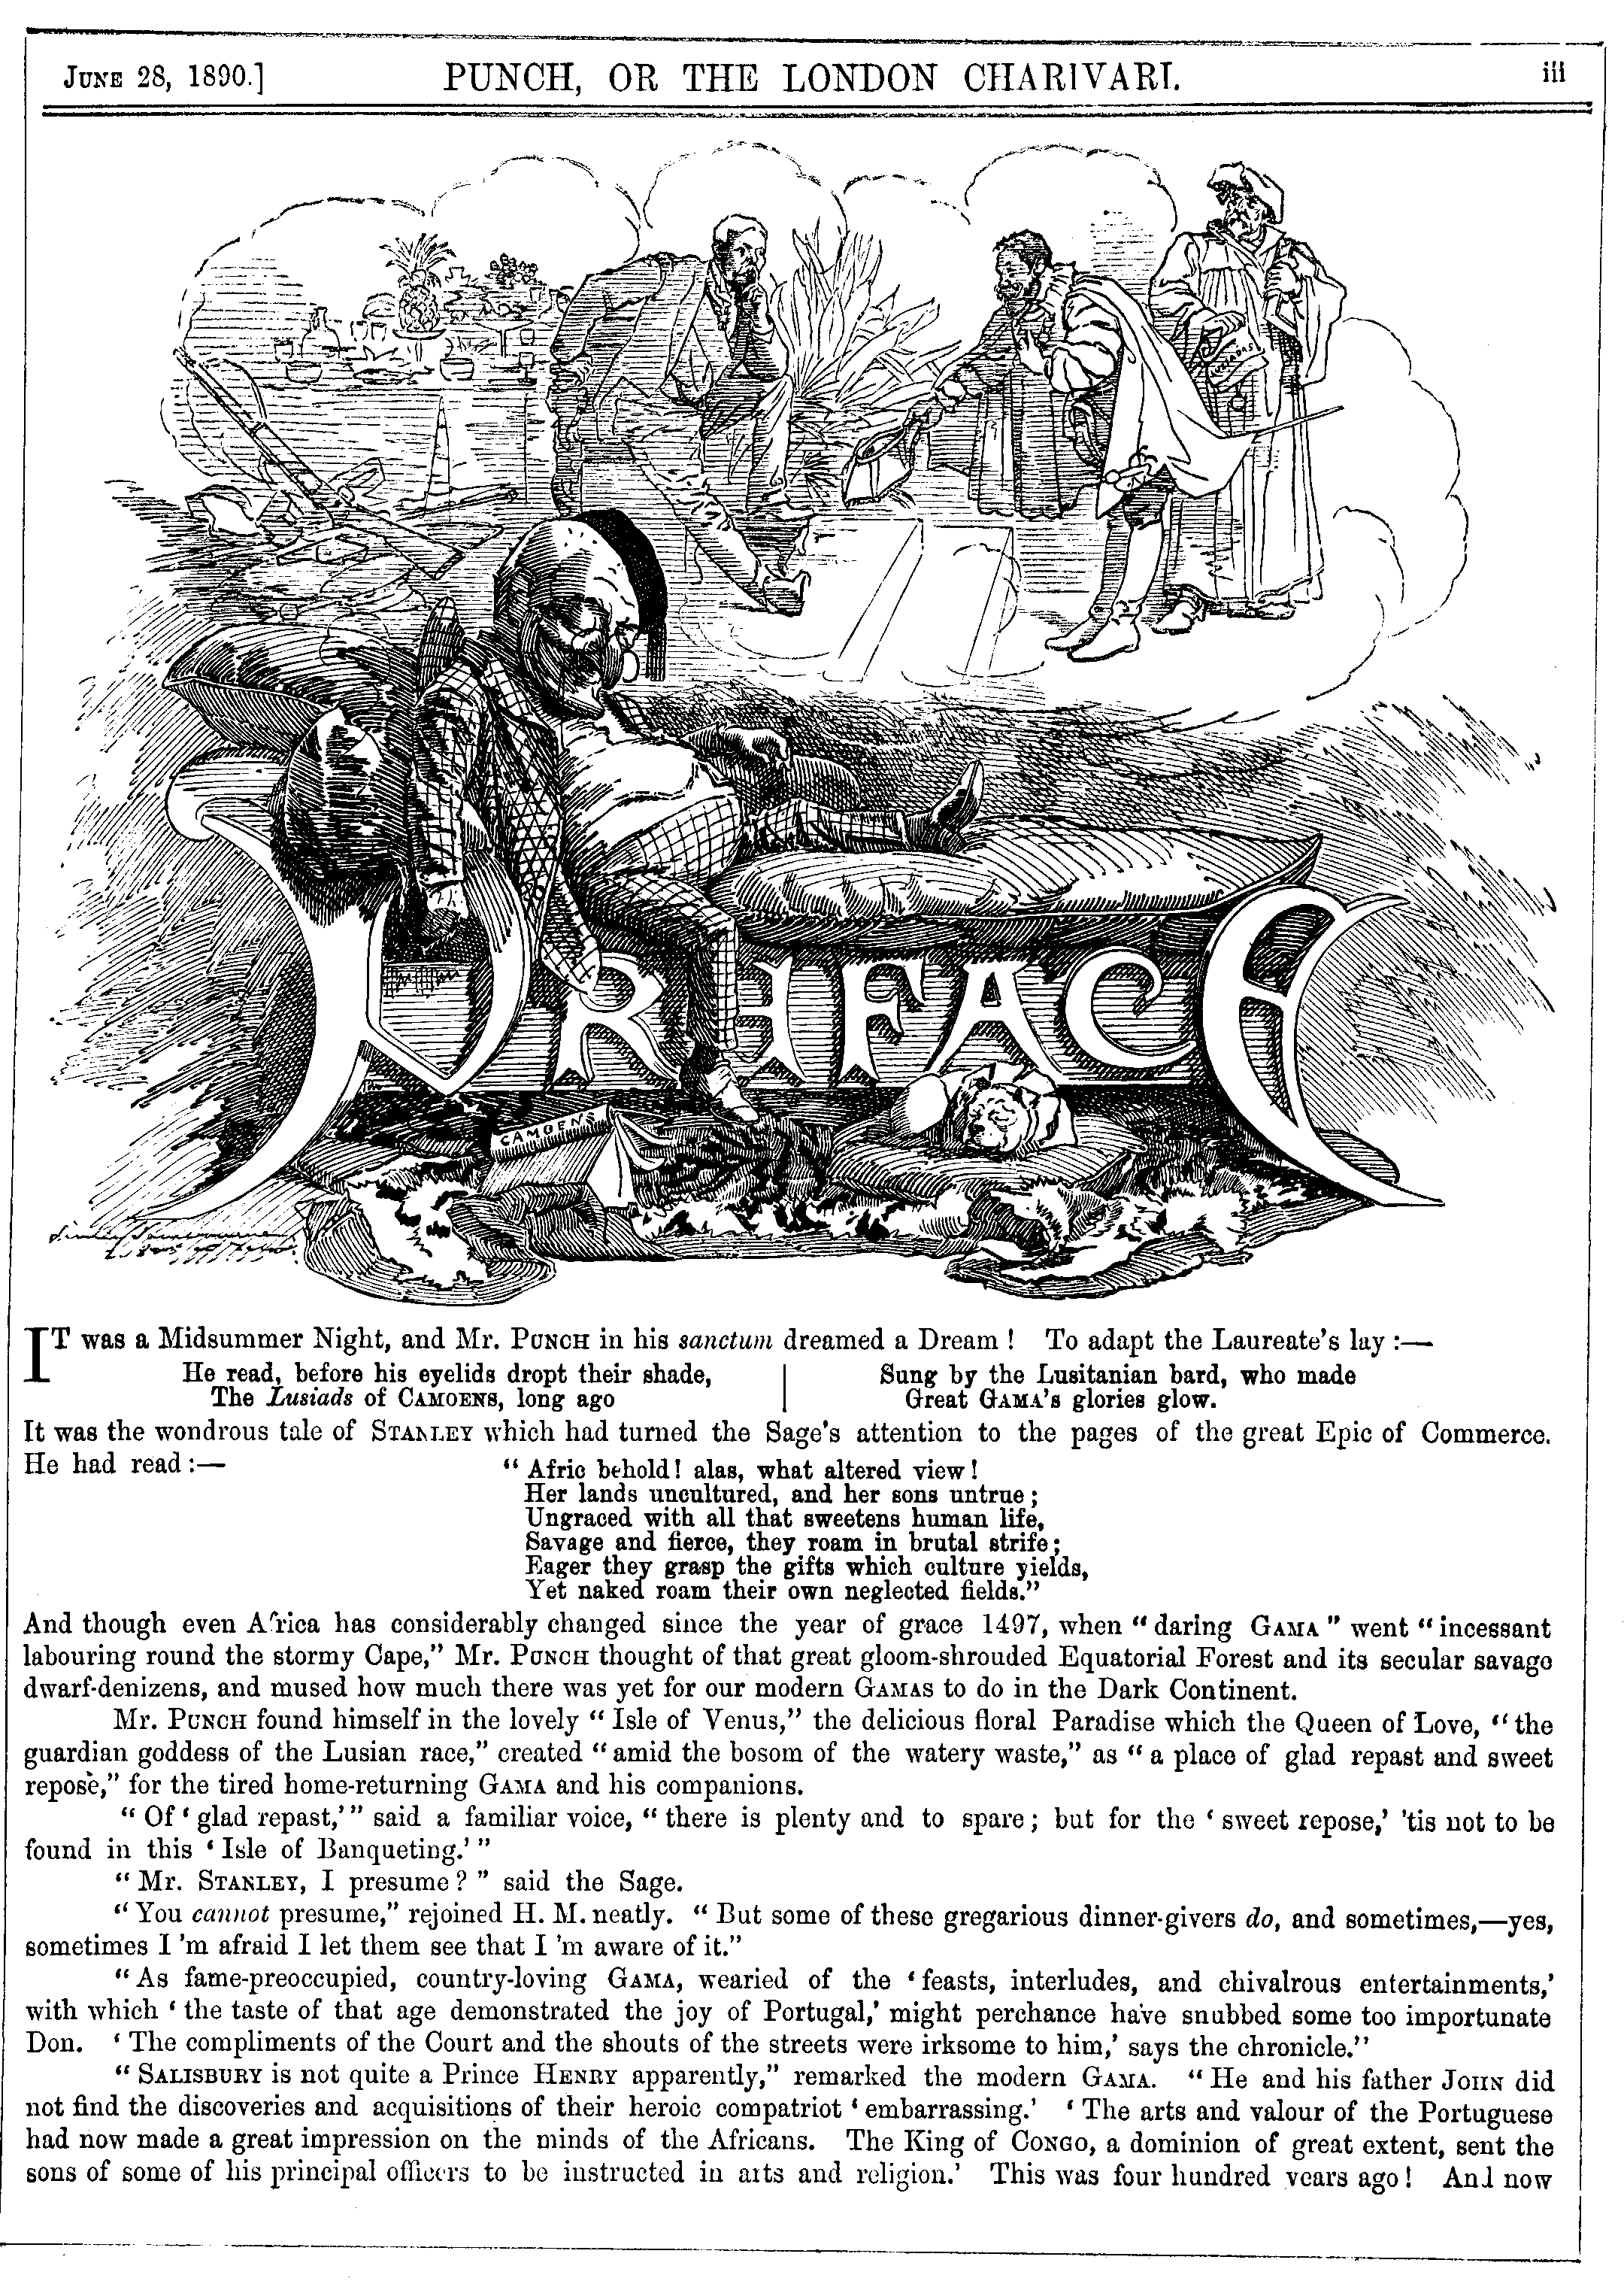 JUNE 28, 1890.] PUNCH, OR THE LONDON CHARIVARI. iii
LUSIADAS
PREFACE
CAMOENS
IT was a Midsummer Night, and Mr. PUNCH in his sanctum dreamed a Dream! To adapt the Laureate's lay:—
He read, before his eyelids dropt their shade,
The Lusiads of CAMOENS, long ago
Sung by the Lusitanian bard, who made
Great GAMA'S glories glow.
It was the wondrous tale of STANLEY which had turned the Sage's attention to the pages of the great Epic of Commerce.
He had read:—
"Afric behold! alas, what altered view!
Her lands uncultured, and her sons untrue;
Ungraced with all that sweetens human life,
Savage and fierce, they roam in brutal strife;
Eager they grasp the gifts which culture yields,
Yet naked roam their own neglected fields."
And though even Africa has considerably changed since the year of grace 1497, when "daring GAMA" went "incessant
labouring round the stormy Cape," Mr. PUNCH thought of that great gloom-shrouded Equatorial Forest and its secular savage
dwarf-denizens, and mused how much there was yet for our modern GAMAS to do in the Dark Continent.
Mr. PUNCH found himself in the lovely "Isle of Venus," the delicious floral Paradise which the Queen of Love, "the
guardian goddess of the Lusian race," created "amid the bosom of the watery waste," as "a place of glad repast and sweet
repose," for the tired home-returning GAMA and his companions.
"Of 'glad repast,'" said a familiar voice, "there is plenty and to spare; but for the 'sweet repose,' 'tis not to be
found in this 'Isle of Banqueting.'"
"Mr. STANLEY, I presume?" said the Sage.
"You cannot presume," rejoined H. M. neatly. "But some of these gregarious dinner-givers do, and sometimes,—yes,
sometimes I'm afraid I let them see that I'm aware of it."
"As fame-preoccupied, country-loving GAMA, wearied of the 'feasts, interludes, and chivalrous entertainments,'
with which 'the taste of that age demonstrated the joy of Portugal,' might perchance have snubbed some too importunate
Don. 'The compliments of the Court and the shouts of the streets were irksome to him,' says the chronicle."
"SALISBURY is not quite a Prince HENRY apparently," remarked the modern GAMA. "He and his father JOHN did
not find the discoveries and acquisitions of their heroic compatriot 'embarrassing.' 'The arts and valour of the Portuguese
had now made a great impression on the minds of the Africans. The King of CONGO, a dominion of great extent, sent the
sons of some of his principal officers to be instructed in arts and religion.' This was four hundred years ago! And now